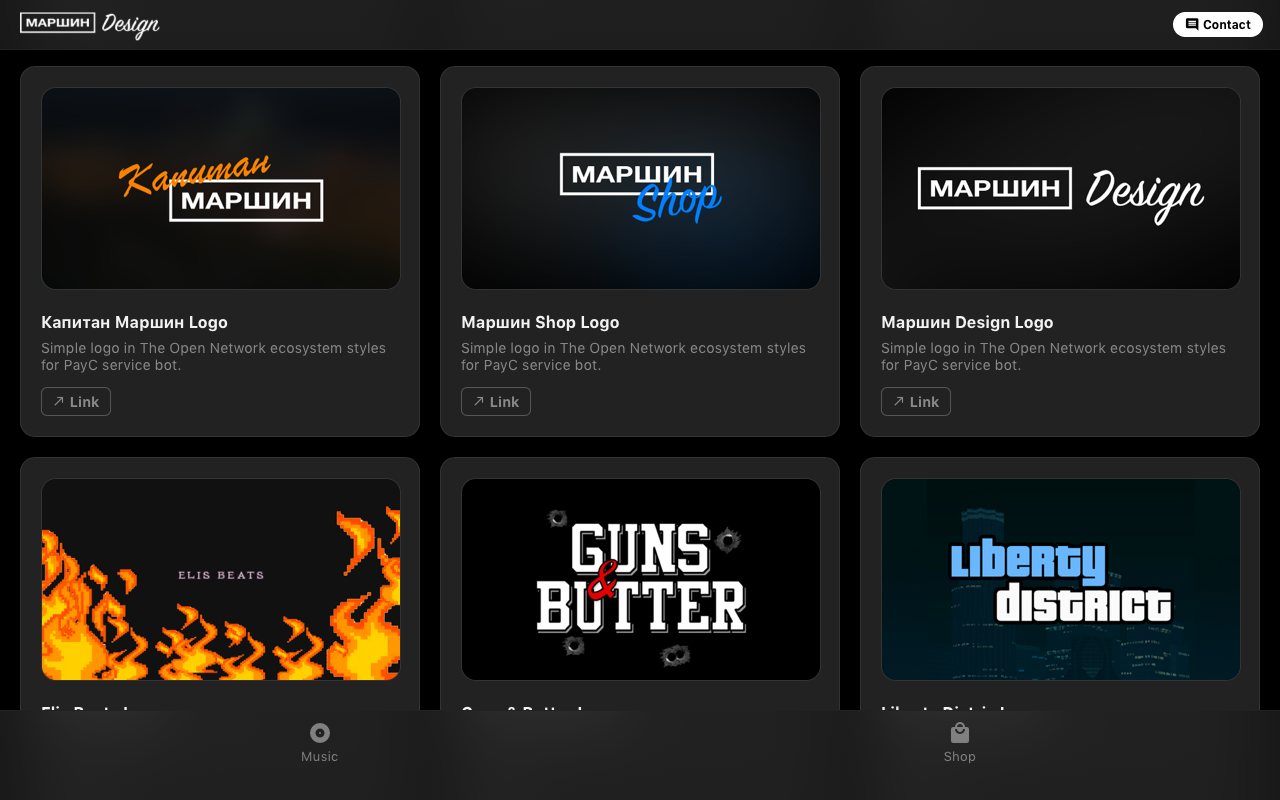 МАРШИН Design
Contact
Капитан
МАРШИН
МАРШИН
Shop
МАРШИН Design
Капитан Маршин Logo
Simple logo in The Open Network ecosystem styles
for PayC service bot.
Link
Маршин Shop Logo
Simple logo in The Open Network ecosystem styles
for PayC service bot.
Link
Маршин Design Logo
Simple logo in The Open Network ecosystem styles
for PayC service bot.
Link
ELIS BEATS
GUNS
&
BUTTER
Liberty
District
Music
Shop